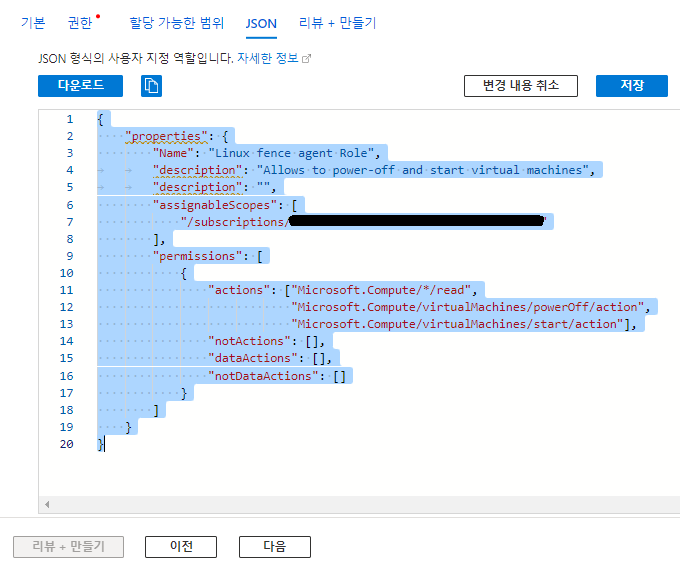 기본 권한 할당 가능한 범위 JSON 리뷰 + 만들기
JSON 형식의 사용자 지정 역할입니다. 자세한 정보
다운로드 변경 내용 취소 저장
1 {
2 "properties": {
3 "Name": "Linux fence agent Role",
4 "description": "Allows to power-off and start virtual machines",
5 "description": "",
6 "assignableScopes": [
7 "/subscriptions/
8 ],
9 "permissions": [
10 {
11 "actions": ["Microsoft.Compute/*/read",
12 "Microsoft.Compute/virtualMachines/powerOff/action",
13 "Microsoft.Compute/virtualMachines/start/action"],
14 "notActions": [],
15 "dataActions": [],
16 "notDataActions": []
17 }
18 ]
19 }
20 }
리뷰 + 만들기 이전 다음